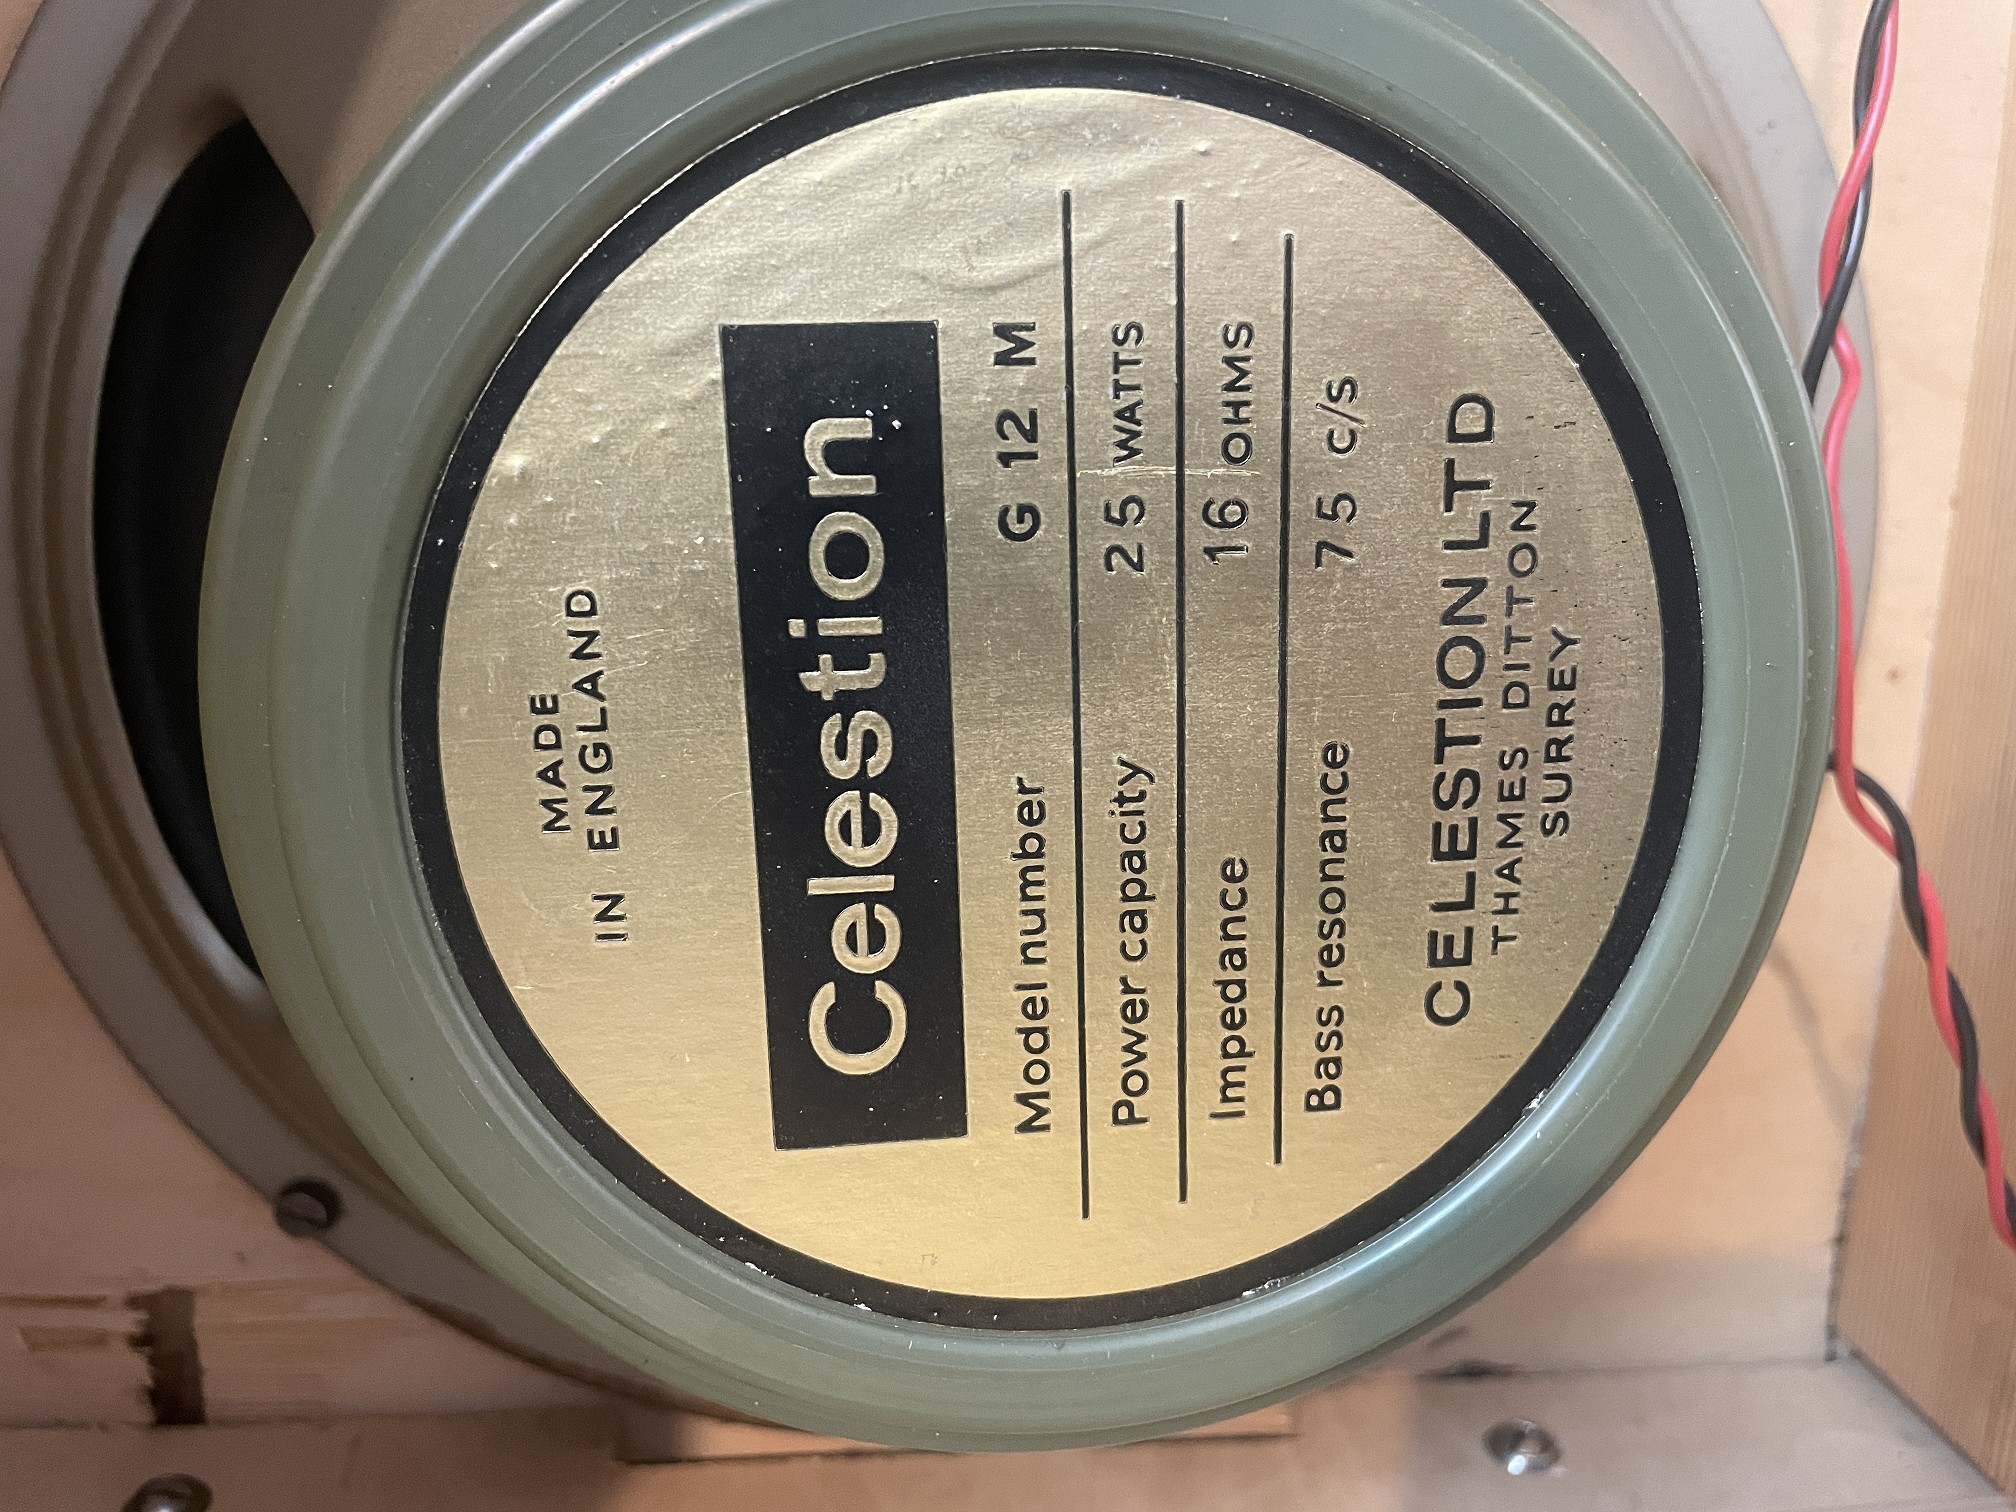 MADE
IN ENGLAND
Celestion
Model number G 12 M
Power capacity 25 WATTS
Impedance 16 OHMS
Bass resonance 75 c/s
CELESTION LTD
THAMES DITTON
SURREY